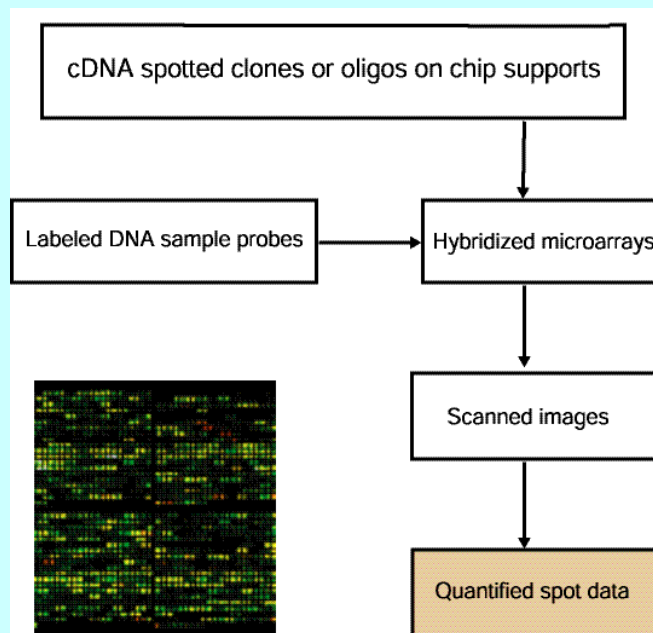 cDNA spotted clones or oligos on chip supports
Labeled DNA sample probes
Hybridized microarrays
Scanned images
Quantified spot data